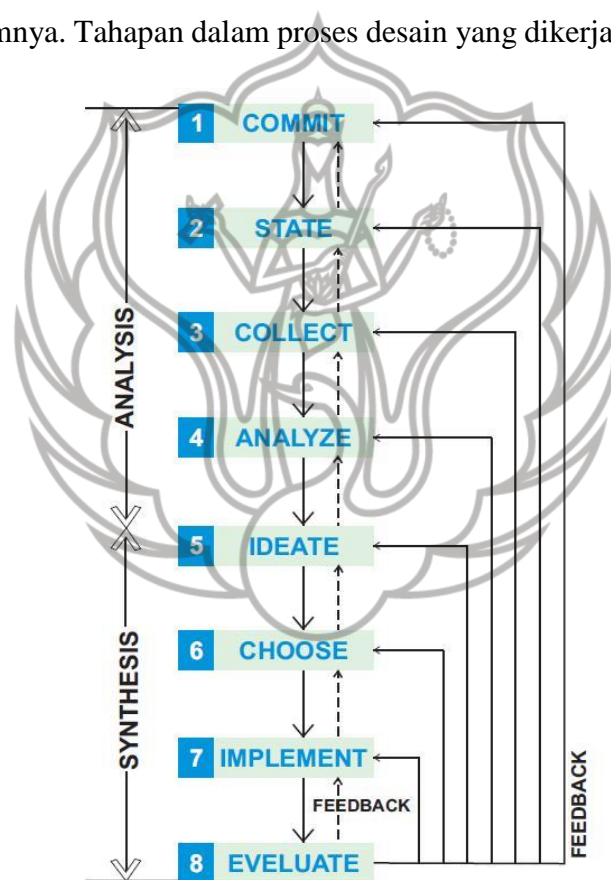 mnya. Tahapan dalam proses desain yang dikerja
1 COMMIT
2 STATE
3 COLLECT
4 ANALYZE
5 IDEATE
6 CHOOSE
7 IMPLEMENT
FEEDBACK
8 EVELUATE
ANALYSIS
SYNTHESIS
FEEDBACK